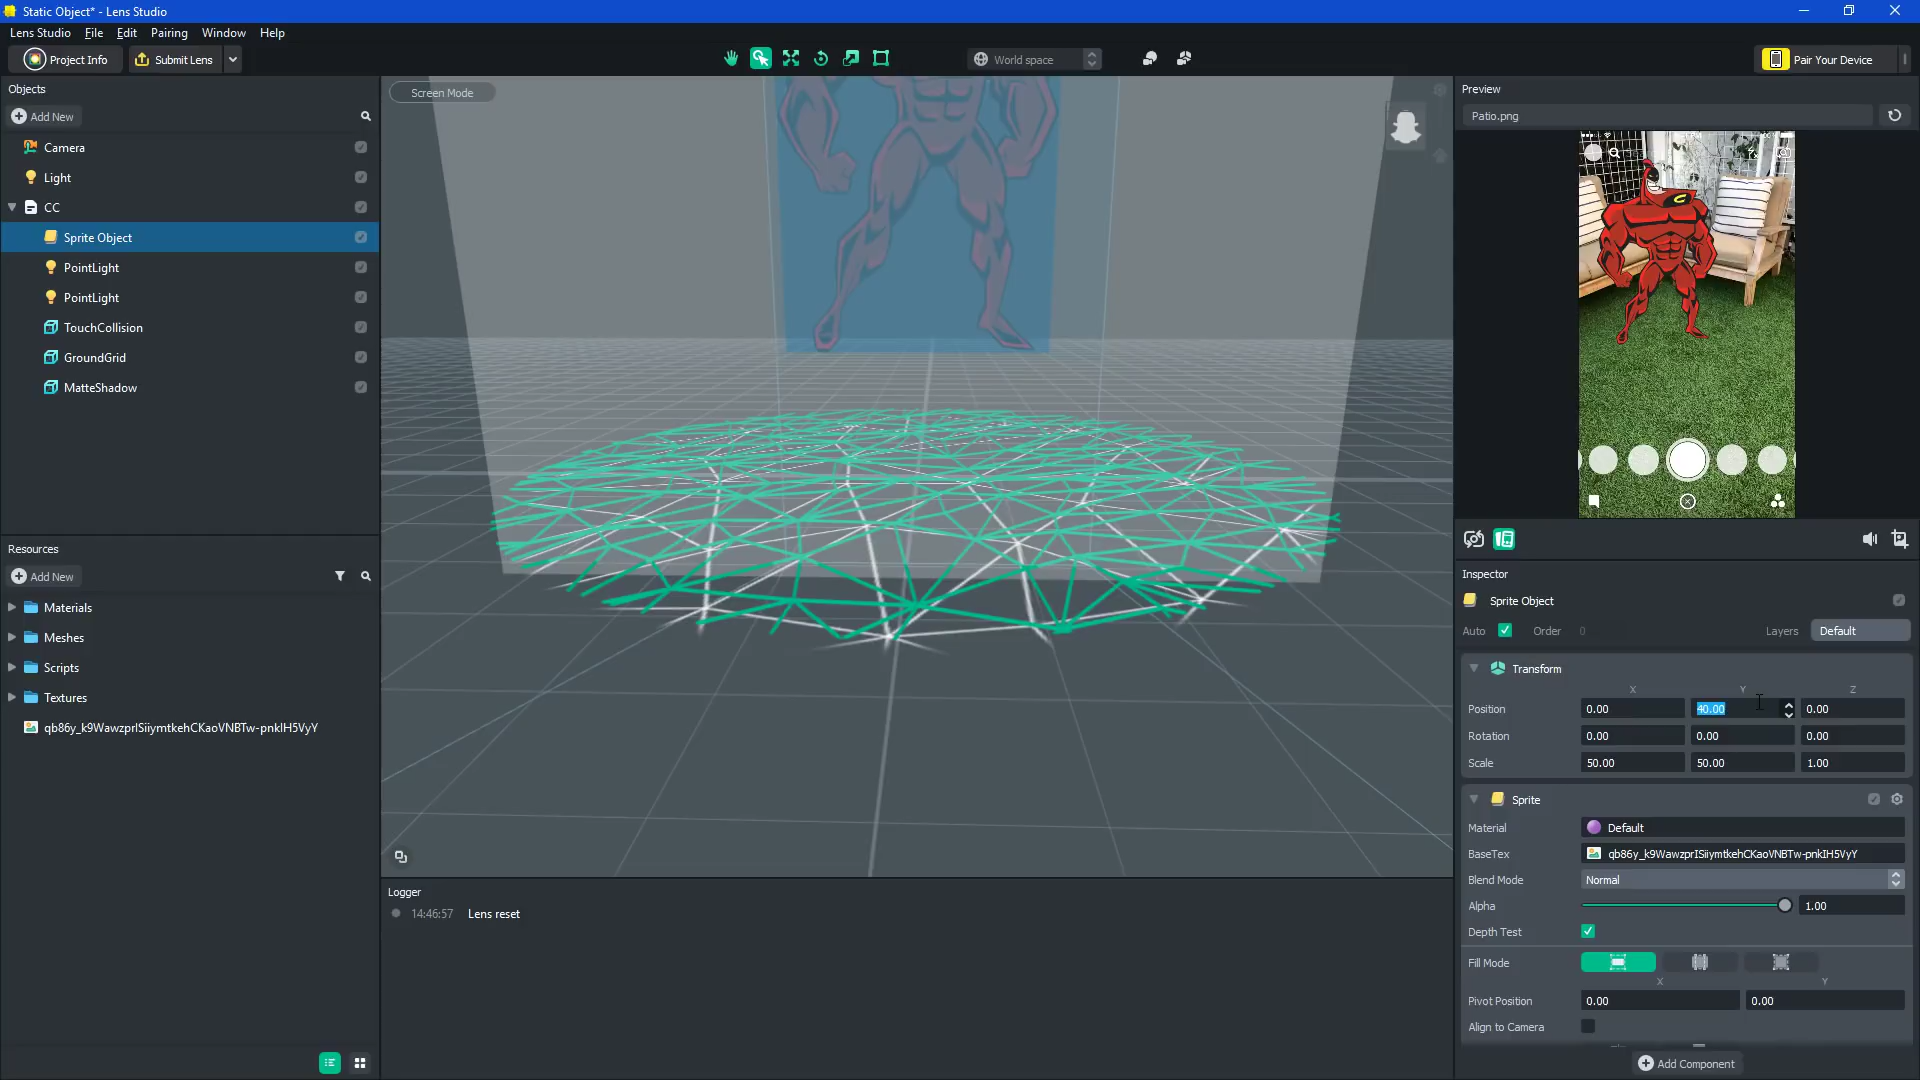 Static Object* - Lens Studio
Lens Studio File Edit Pairing Window Help
Project Info Submit Lens World space Pair Your Device
Objects
Add New
Camera
Light
CC
Sprite Object
PointLight
PointLight
TouchCollision
GroundGrid
MatteShadow
Resources
Add New
Materials
Meshes
Scripts
Textures
Screen Mode
Logger
14:46:57 Lens reset
Preview
Patio.png
C
Inspector
Sprite Object
Auto Order 0 Layers Default
Transform
X Y Z
Position 0.00 40.00 0.00
Rotation 0.00 0.00 0.00
Scale 50.00 50.00 1.00
Sprite
Material Default
BaseTex
Blend Mode Normal
Alpha 1.00
Depth Test
Fill Mode
X Y
Pivot Position 0.00 0.00
Align to Camera
Add Component